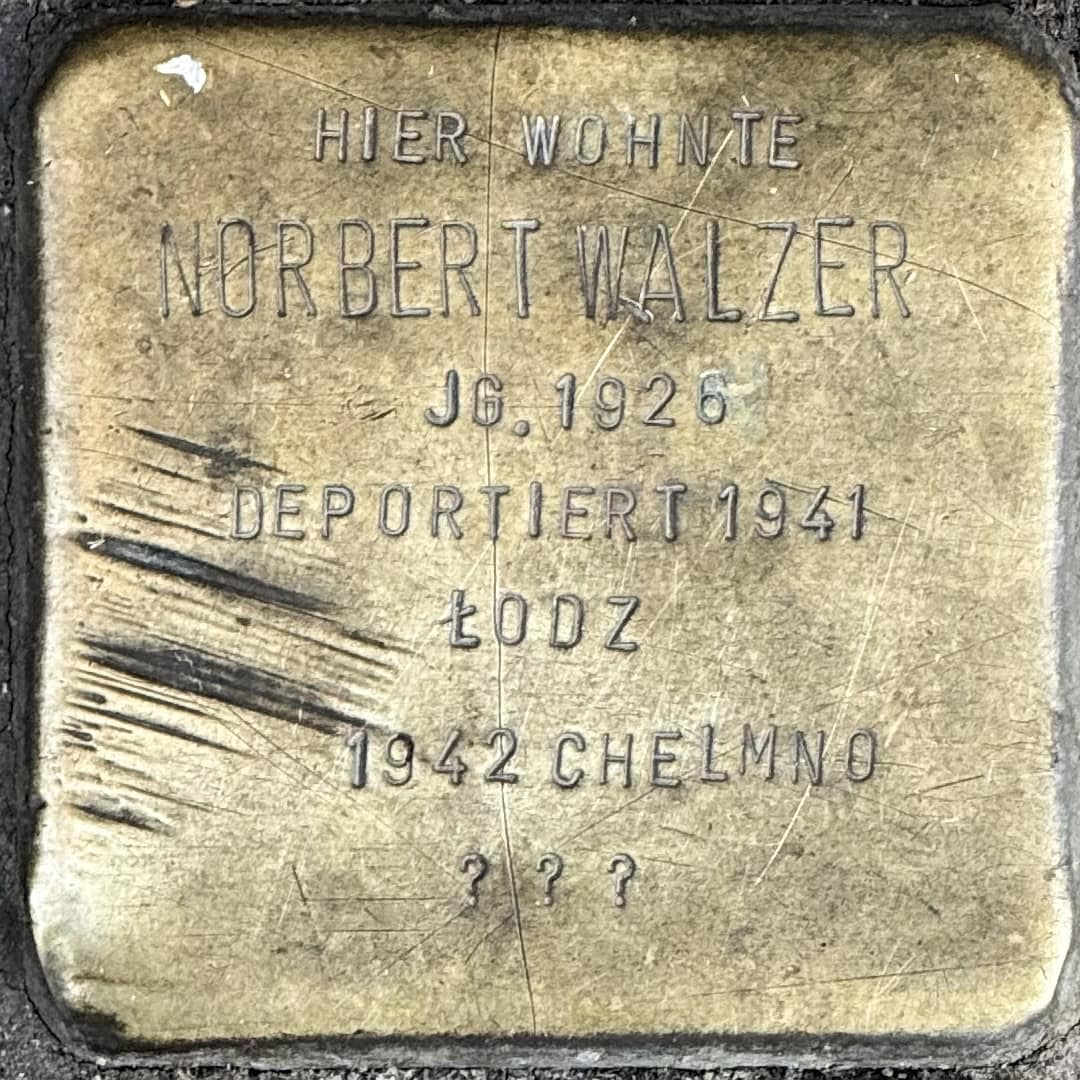 HIER WOHNTE
NORBERT WALZER
JG. 1926
DEPORTIERT 1941
ŁODZ
1942 CHELMNO
? ? ?